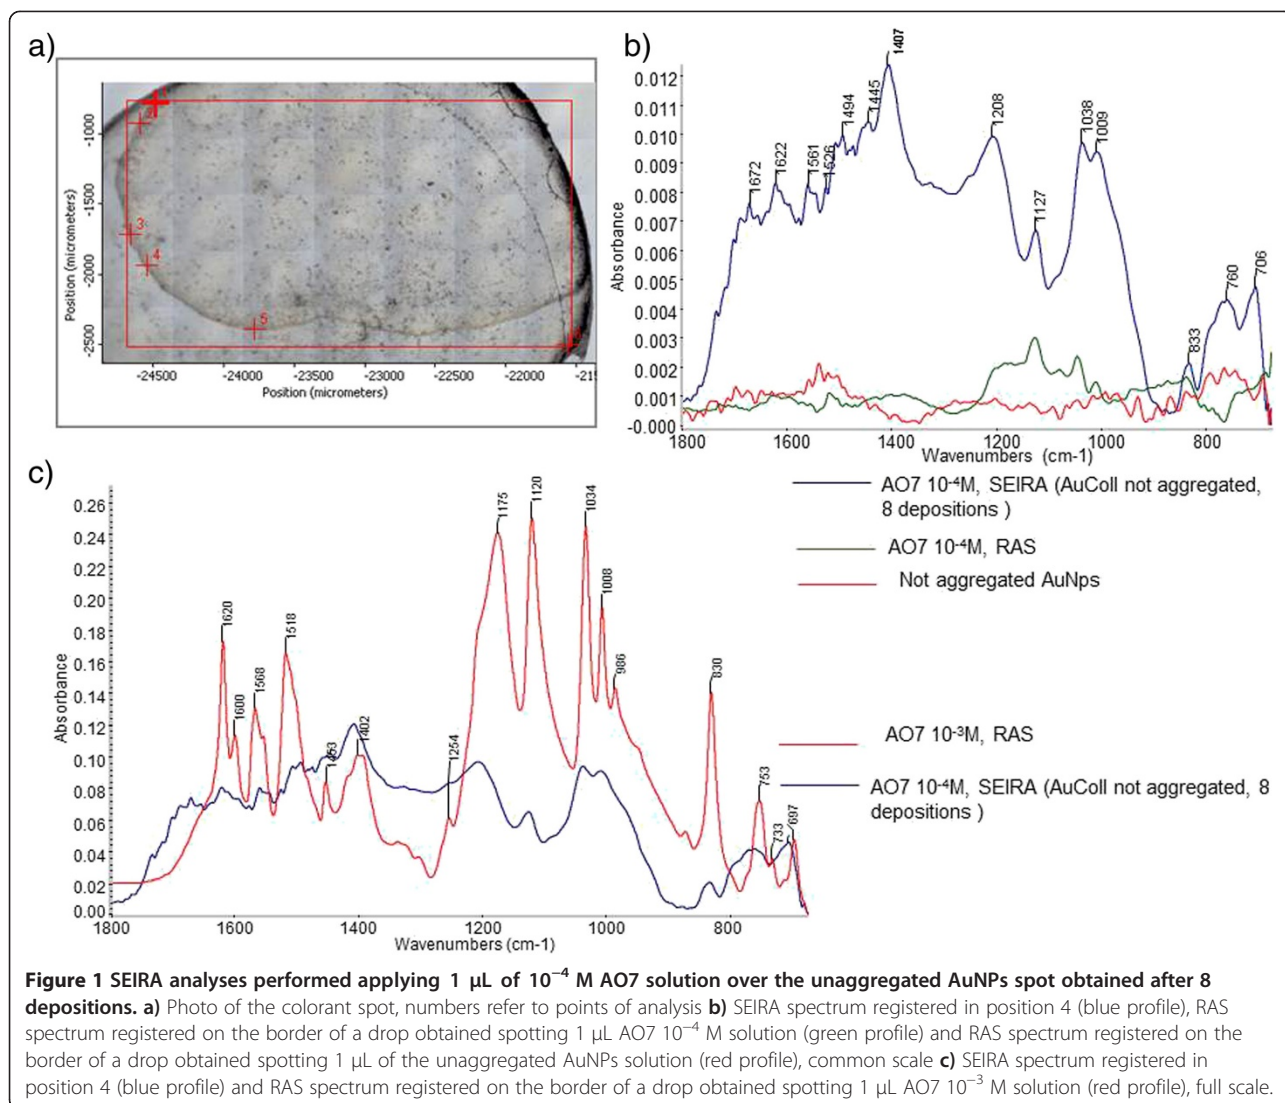 a)
1
2
3
4
5
6
-1000
-1500
-2000
-2500
Position (micrometers)
-24500 -24000 -23500 -23000 -22500 -22000 -215
Position (micrometers)
b)
0.012
0.011
0.010
0.009
0.008
0.007
0.006
0.005
0.004
0.003
0.002
0.001
-0.000
Absorbance
1672
1622
1561
1526
1494
1445
1407
1208
1127
1038
1009
833
760
706
1800 1600 1400 1200 1000 800
Wavenumbers (cm-1)
AO7 10⁻⁴M, SEIRA (AuColl not aggregated,
8 depositions )
AO7 10⁻⁴M, RAS
Not aggregated AuNps
c)
0.26
0.24
0.22
0.20
0.18
0.16
0.14
0.12
0.10
0.08
0.06
0.04
0.02
0.00
Absorbance
1620
1600
1568
1518
1453
1402
1254
1175
1120
1034
1008
986
830
753
733
697
1800 1600 1400 1200 1000 800
Wavenumbers (cm-1)
AO7 10⁻³M, RAS
AO7 10⁻⁴M, SEIRA (AuColl not aggregated, 8
depositions )
Figure 1 SEIRA analyses performed applying 1 μL of 10⁻⁴ M AO7 solution over the unaggregated AuNPs spot obtained after 8
depositions. a) Photo of the colorant spot, numbers refer to points of analysis b) SEIRA spectrum registered in position 4 (blue profile), RAS
spectrum registered on the border of a drop obtained spotting 1 μL AO7 10⁻⁴ M solution (green profile) and RAS spectrum registered on the
border of a drop obtained spotting 1 μL of the unaggregated AuNPs solution (red profile), common scale c) SEIRA spectrum registered in
position 4 (blue profile) and RAS spectrum registered on the border of a drop obtained spotting 1 μL AO7 10⁻³ M solution (red profile), full scale.